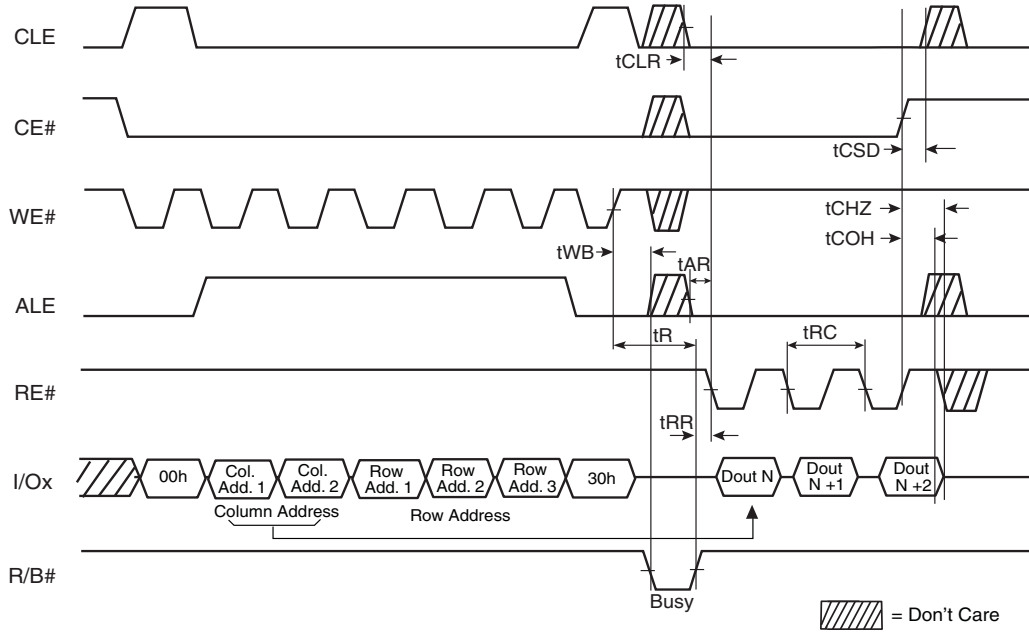 CLE
tCLR
CE#
tCSD
WE#
tCHZ
tCOH
tWB
tAR
ALE
tR
tRC
RE#
tRR
I/Ox
00h
Col.
Add. 1
Col.
Add. 2
Row
Add. 1
Row
Add. 2
Row
Add. 3
30h
Dout N
Dout
N +1
Dout
N +2
Column Address
Row Address
R/B#
Busy
= Don't Care